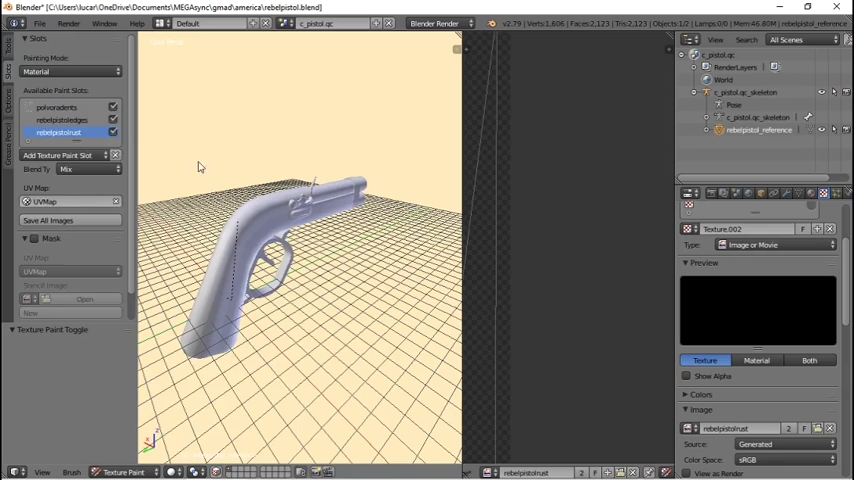 Blender* [C:\Users\lucar\OneDrive\Documents\MEGAsync\gmad\america\rebelpistol.blend]
File Render Window Help Default c_pistol.qc Blender Render v2.79 | Verts:1,606 | Faces:2,123 | Tris:2,123 | Objects:1/2 | Lamps:0/0 | Mem:46.80M | rebelpistol_reference
Slots
Painting Mode:
Material
Available Paint Slots:
polvoradents
rebelpistoledges
rebelpistolrust
Add Texture Paint Slot
Blend Ty Mix
UV Map:
UVMap
Save All Images
Mask
UV Map:
UVMap
Stencil Image:
Open
New
Texture Paint Toggle
Tools
Slots
Options
Grease Pencil
View Brush Texture Paint
rebelpistolrust 2 F
View Search All Scenes
c_pistol.qc
RenderLayers
World
c_pistol.qc_skeleton
Pose
c_pistol.qc_skeleton
rebelpistol_reference
Texture.002 F
Type: Image or Movie
Preview
Texture Material Both
Show Alpha
Colors
Image
rebelpistolrust 2 F
Source: Generated
Color Space: sRGB
View as Render